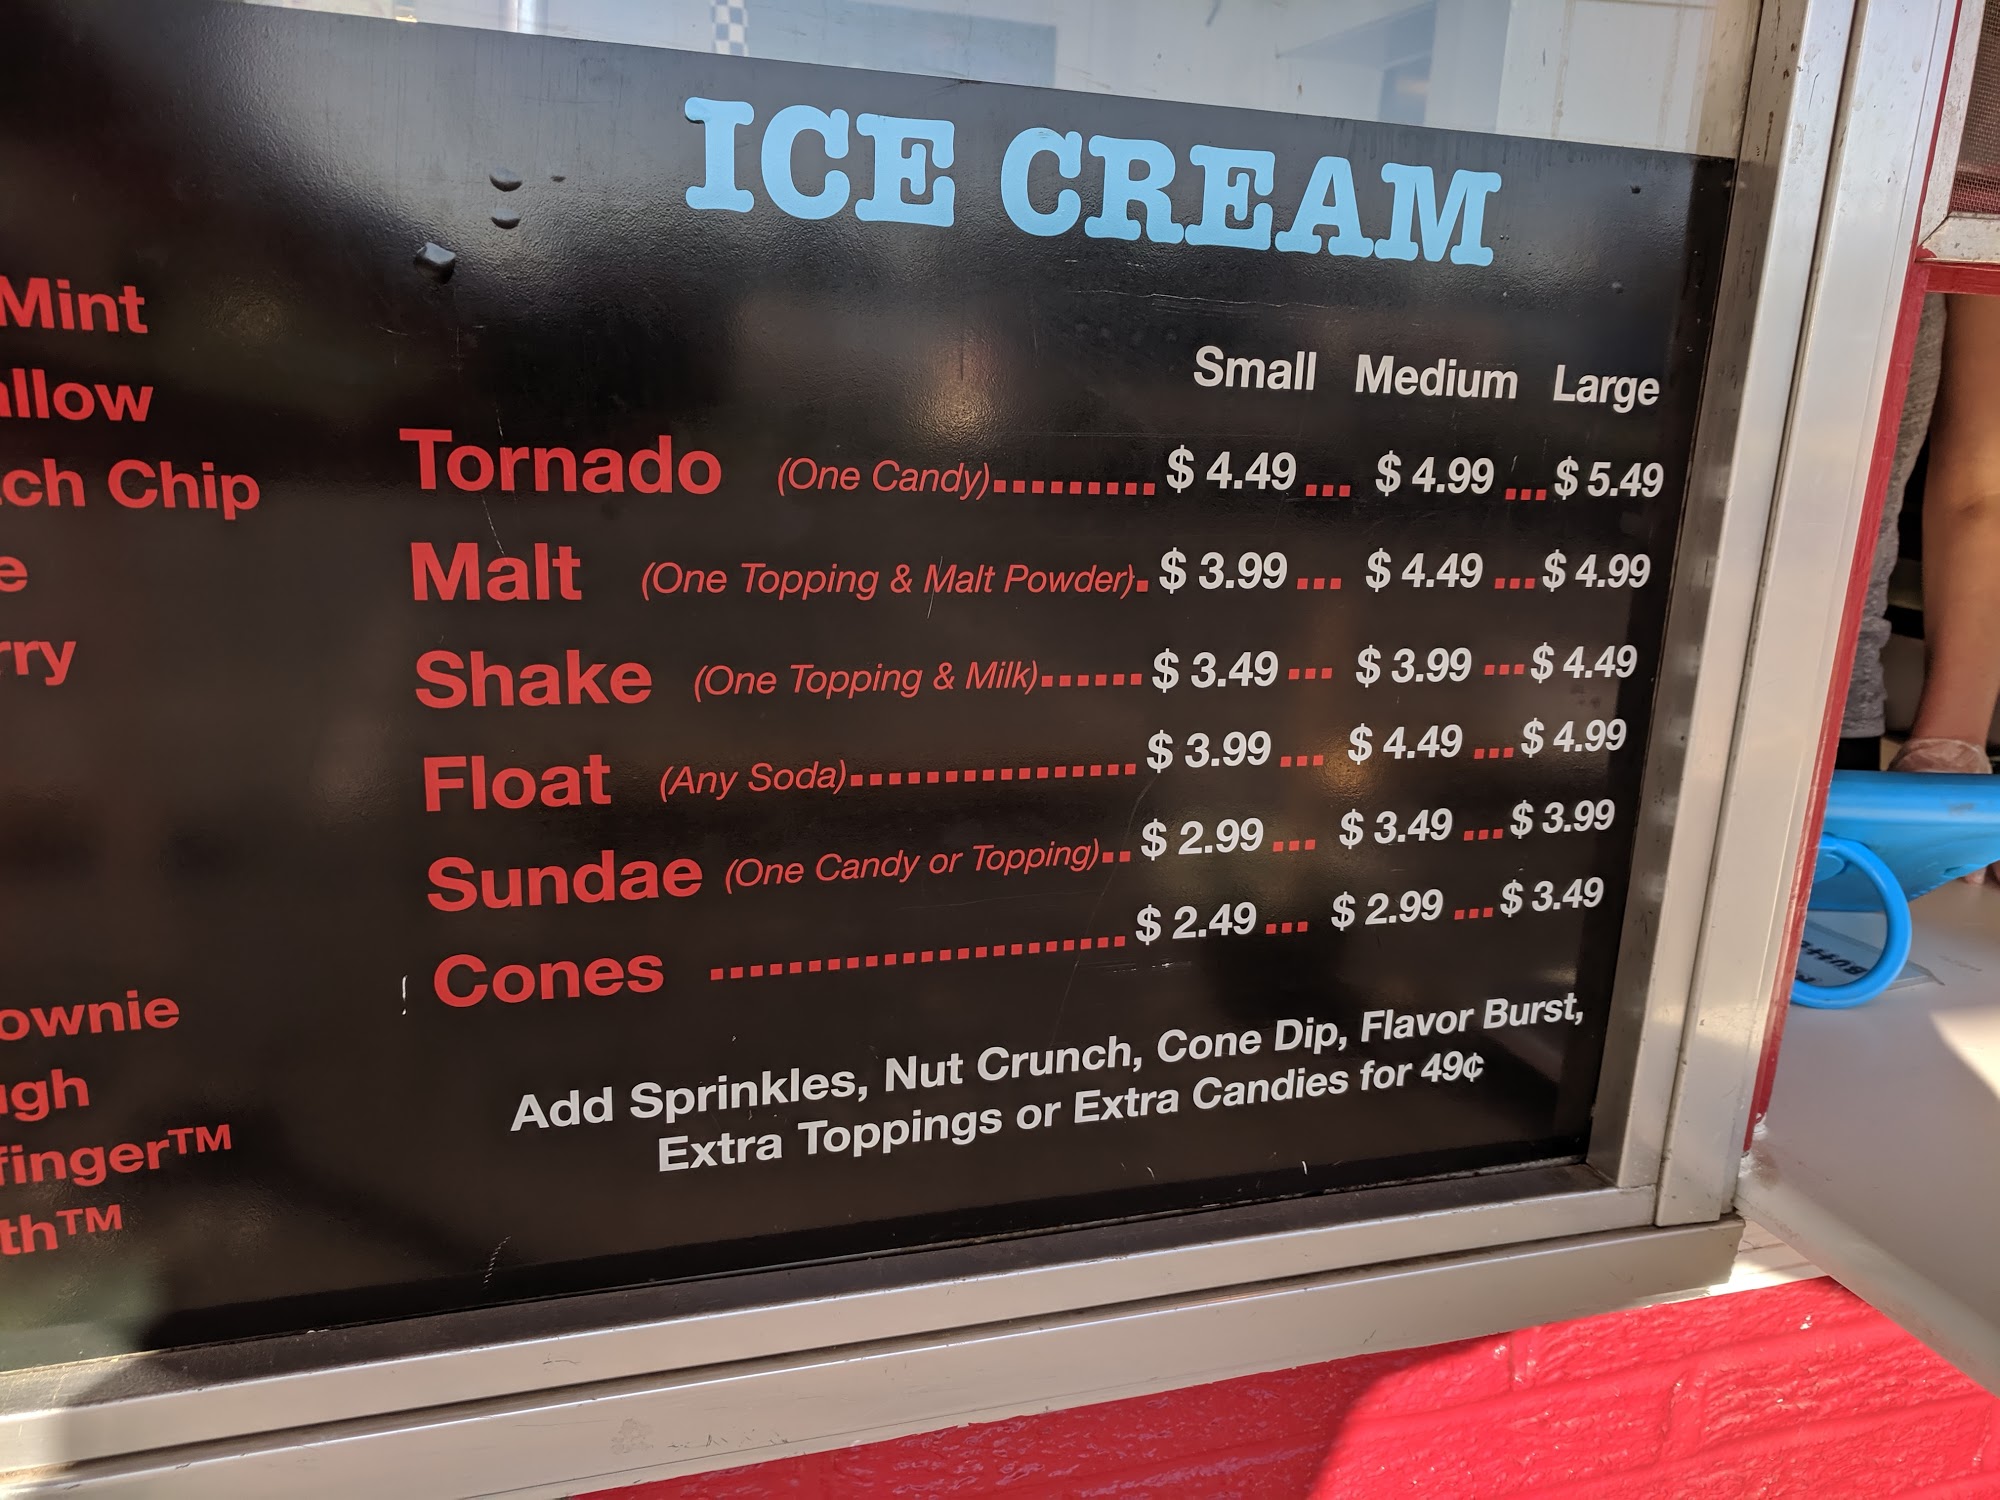 Mint
allow
ch Chip
e
rry
ownie
ugh
finger™
th™
ICE CREAM
Small Medium Large
Tornado (One Candy)......... $ 4.49 ... $ 4.99 ... $ 5.49
Malt (One Topping & Malt Powder). $ 3.99 ... $ 4.49 ... $ 4.99
Shake (One Topping & Milk)...... $ 3.49 ... $ 3.99 ... $ 4.49
Float (Any Soda)............... $ 3.99 ... $ 4.49 ... $ 4.99
Sundae (One Candy or Topping).. $ 2.99 ... $ 3.49 ... $ 3.99
Cones ...................... $ 2.49 ... $ 2.99 ... $ 3.49
Add Sprinkles, Nut Crunch, Cone Dip, Flavor Burst,
Extra Toppings or Extra Candies for 49¢